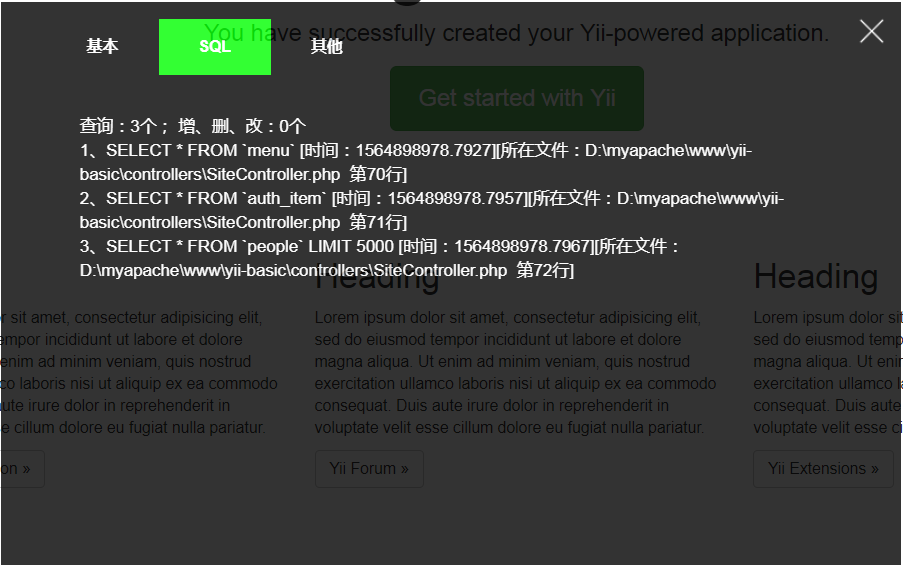 You have successfully created your Yii-powered application.
基本 SQL 其他
Get started with Yii
查询：3个； 增、删、改：0个
1、SELECT * FROM `menu` [时间：1564898978.7927][所在文件：D:\myapache\www\yii-
basic\controllers\SiteController.php 第70行]
2、SELECT * FROM `auth_item` [时间：1564898978.7957][所在文件：D:\myapache\www\yii-
basic\controllers\SiteController.php 第71行]
3、SELECT * FROM `people` LIMIT 5000 [时间：1564898978.7967][所在文件：
D:\myapache\www\yii-basic\controllers\SiteController.php 第72行]
r sit amet, consectetur adipisicing elit,
tempor incididunt ut labore et dolore
enim ad minim veniam, quis nostrud
co laboris nisi ut aliquip ex ea commodo
aute irure dolor in reprehenderit in
e cillum dolore eu fugiat nulla pariatur.
on »
Heading
Lorem ipsum dolor sit amet, consectetur adipisicing elit,
sed do eiusmod tempor incididunt ut labore et dolore
magna aliqua. Ut enim ad minim veniam, quis nostrud
exercitation ullamco laboris nisi ut aliquip ex ea commodo
consequat. Duis aute irure dolor in reprehenderit in
voluptate velit esse cillum dolore eu fugiat nulla pariatur.
Yii Forum »
Heading
Lorem ipsum dolor s
sed do eiusmod temp
magna aliqua. Ut eni
exercitation ullamco
consequat. Duis aute
voluptate velit esse ci
Yii Extensions »